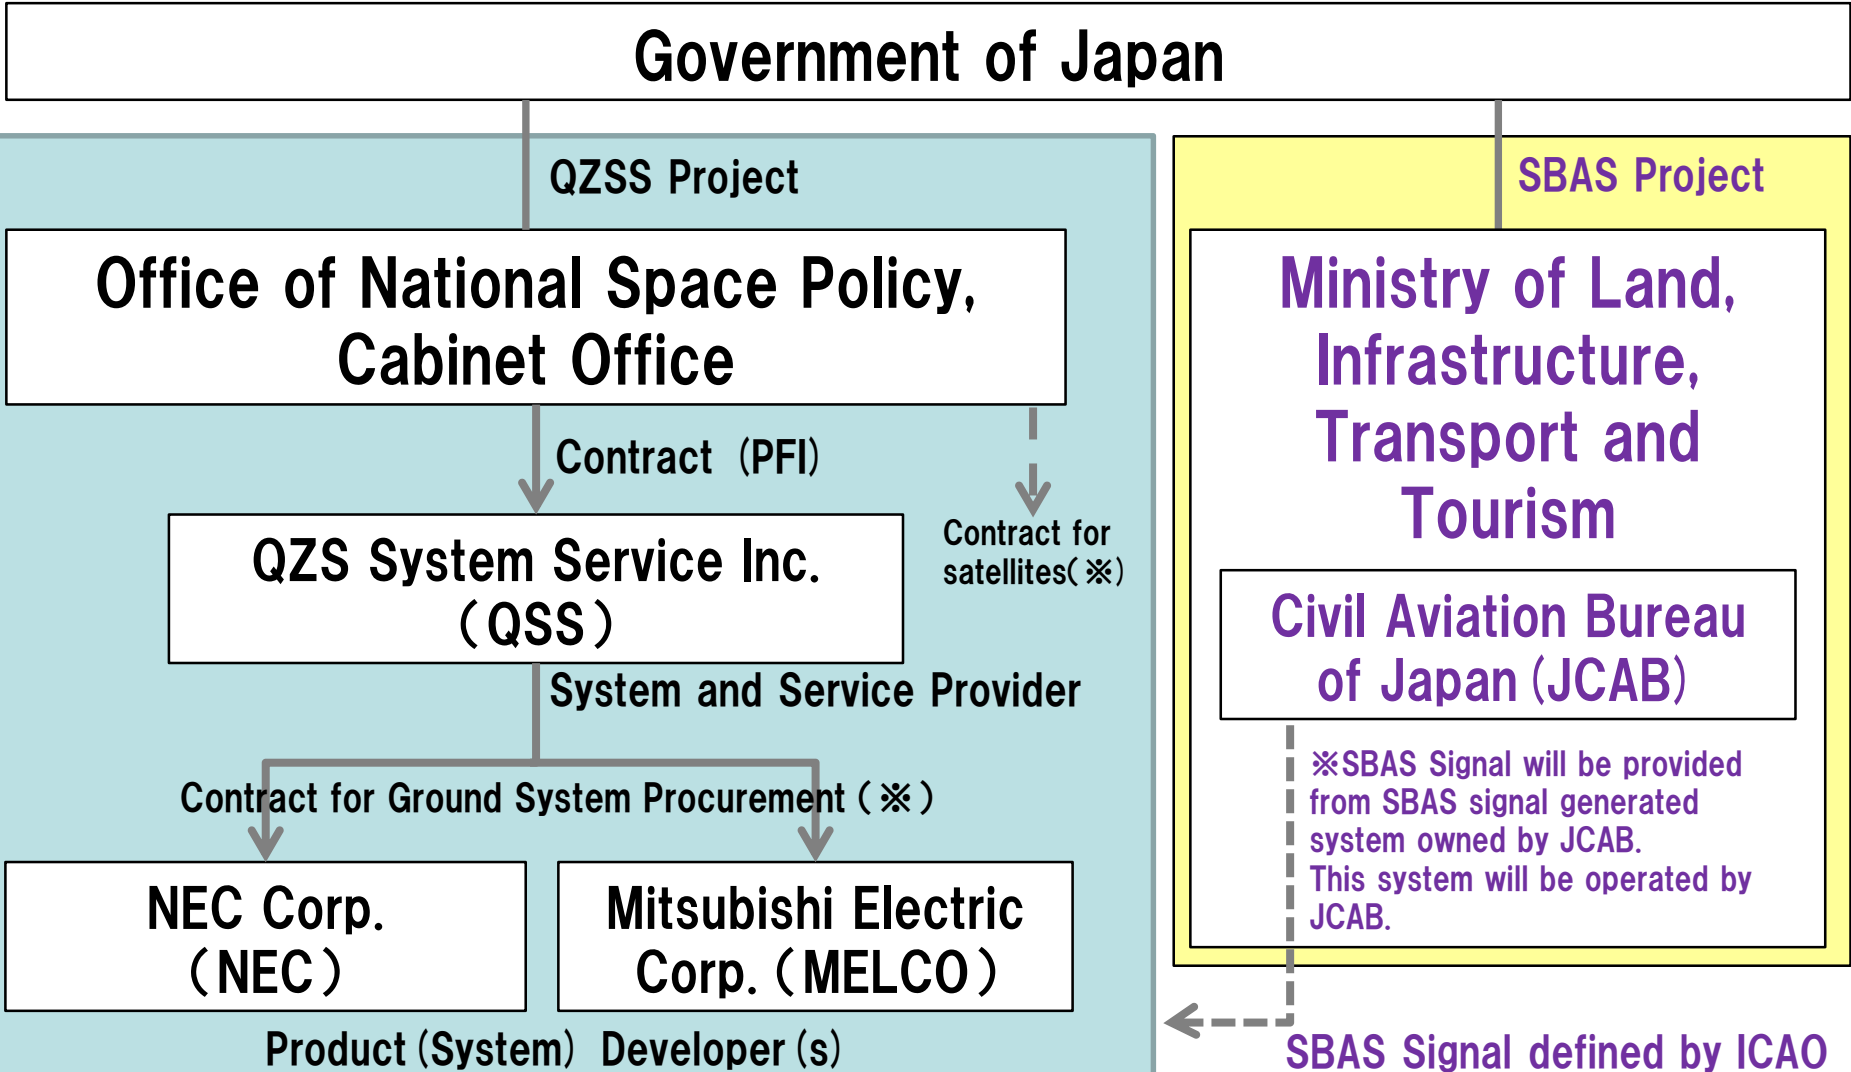 Government of Japan
QZSS Project
Office of National Space Policy,
Cabinet Office
Contract (PFI)
QZS System Service Inc.
(QSS)
Contract for
satellites(※)
System and Service Provider
Contract for Ground System Procurement (※)
NEC Corp.
(NEC)
Mitsubishi Electric
Corp. (MELCO)
Product (System) Developer (s)
SBAS Project
Ministry of Land,
Infrastructure,
Transport and
Tourism
Civil Aviation Bureau
of Japan (JCAB)
※SBAS Signal will be provided
from SBAS signal generated
system owned by JCAB.
This system will be operated by
JCAB.
SBAS Signal defined by ICAO